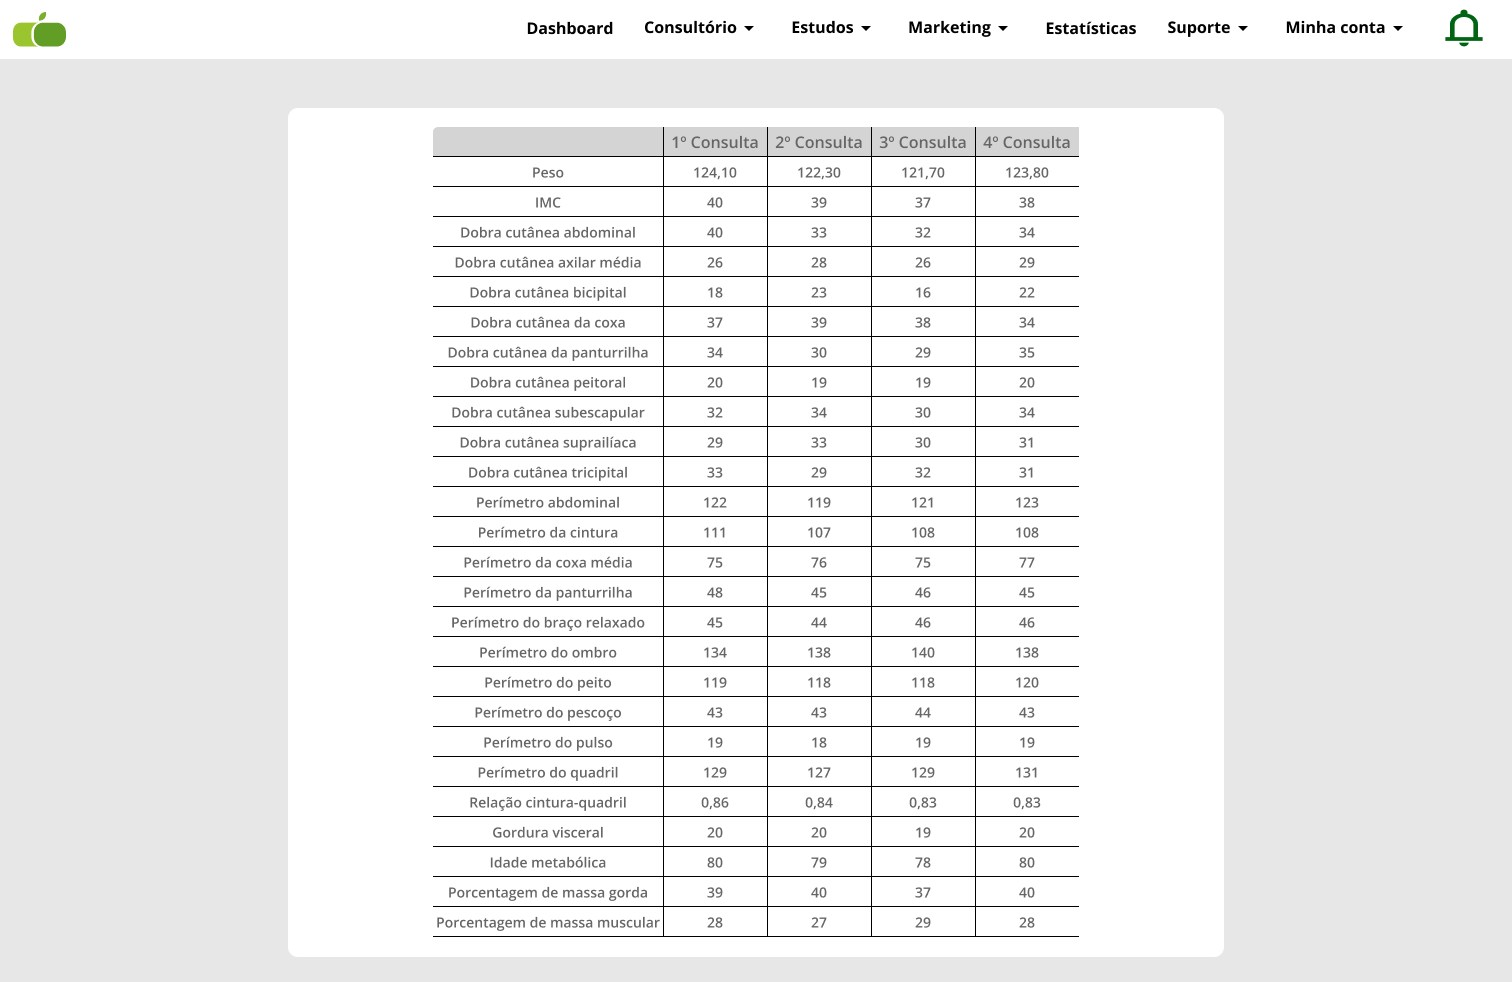 Dashboard Consultório Estudos Marketing Estatísticas Suporte Minha conta
1º Consulta 2º Consulta 3º Consulta 4º Consulta
Peso 124,10 122,30 121,70 123,80
IMC 40 39 37 38
Dobra cutânea abdominal 40 33 32 34
Dobra cutânea axilar média 26 28 26 29
Dobra cutânea bicipital 18 23 16 22
Dobra cutânea da coxa 37 39 38 34
Dobra cutânea da panturrilha 34 30 29 35
Dobra cutânea peitoral 20 19 19 20
Dobra cutânea subescapular 32 34 30 34
Dobra cutânea suprailíaca 29 33 30 31
Dobra cutânea tricipital 33 29 32 31
Perímetro abdominal 122 119 121 123
Perímetro da cintura 111 107 108 108
Perímetro da coxa média 75 76 75 77
Perímetro da panturrilha 48 45 46 45
Perímetro do braço relaxado 45 44 46 46
Perímetro do ombro 134 138 140 138
Perímetro do peito 119 118 118 120
Perímetro do pescoço 43 43 44 43
Perímetro do pulso 19 18 19 19
Perímetro do quadril 129 127 129 131
Relação cintura-quadril 0,86 0,84 0,83 0,83
Gordura visceral 20 20 19 20
Idade metabólica 80 79 78 80
Porcentagem de massa gorda 39 40 37 40
Porcentagem de massa muscular 28 27 29 28